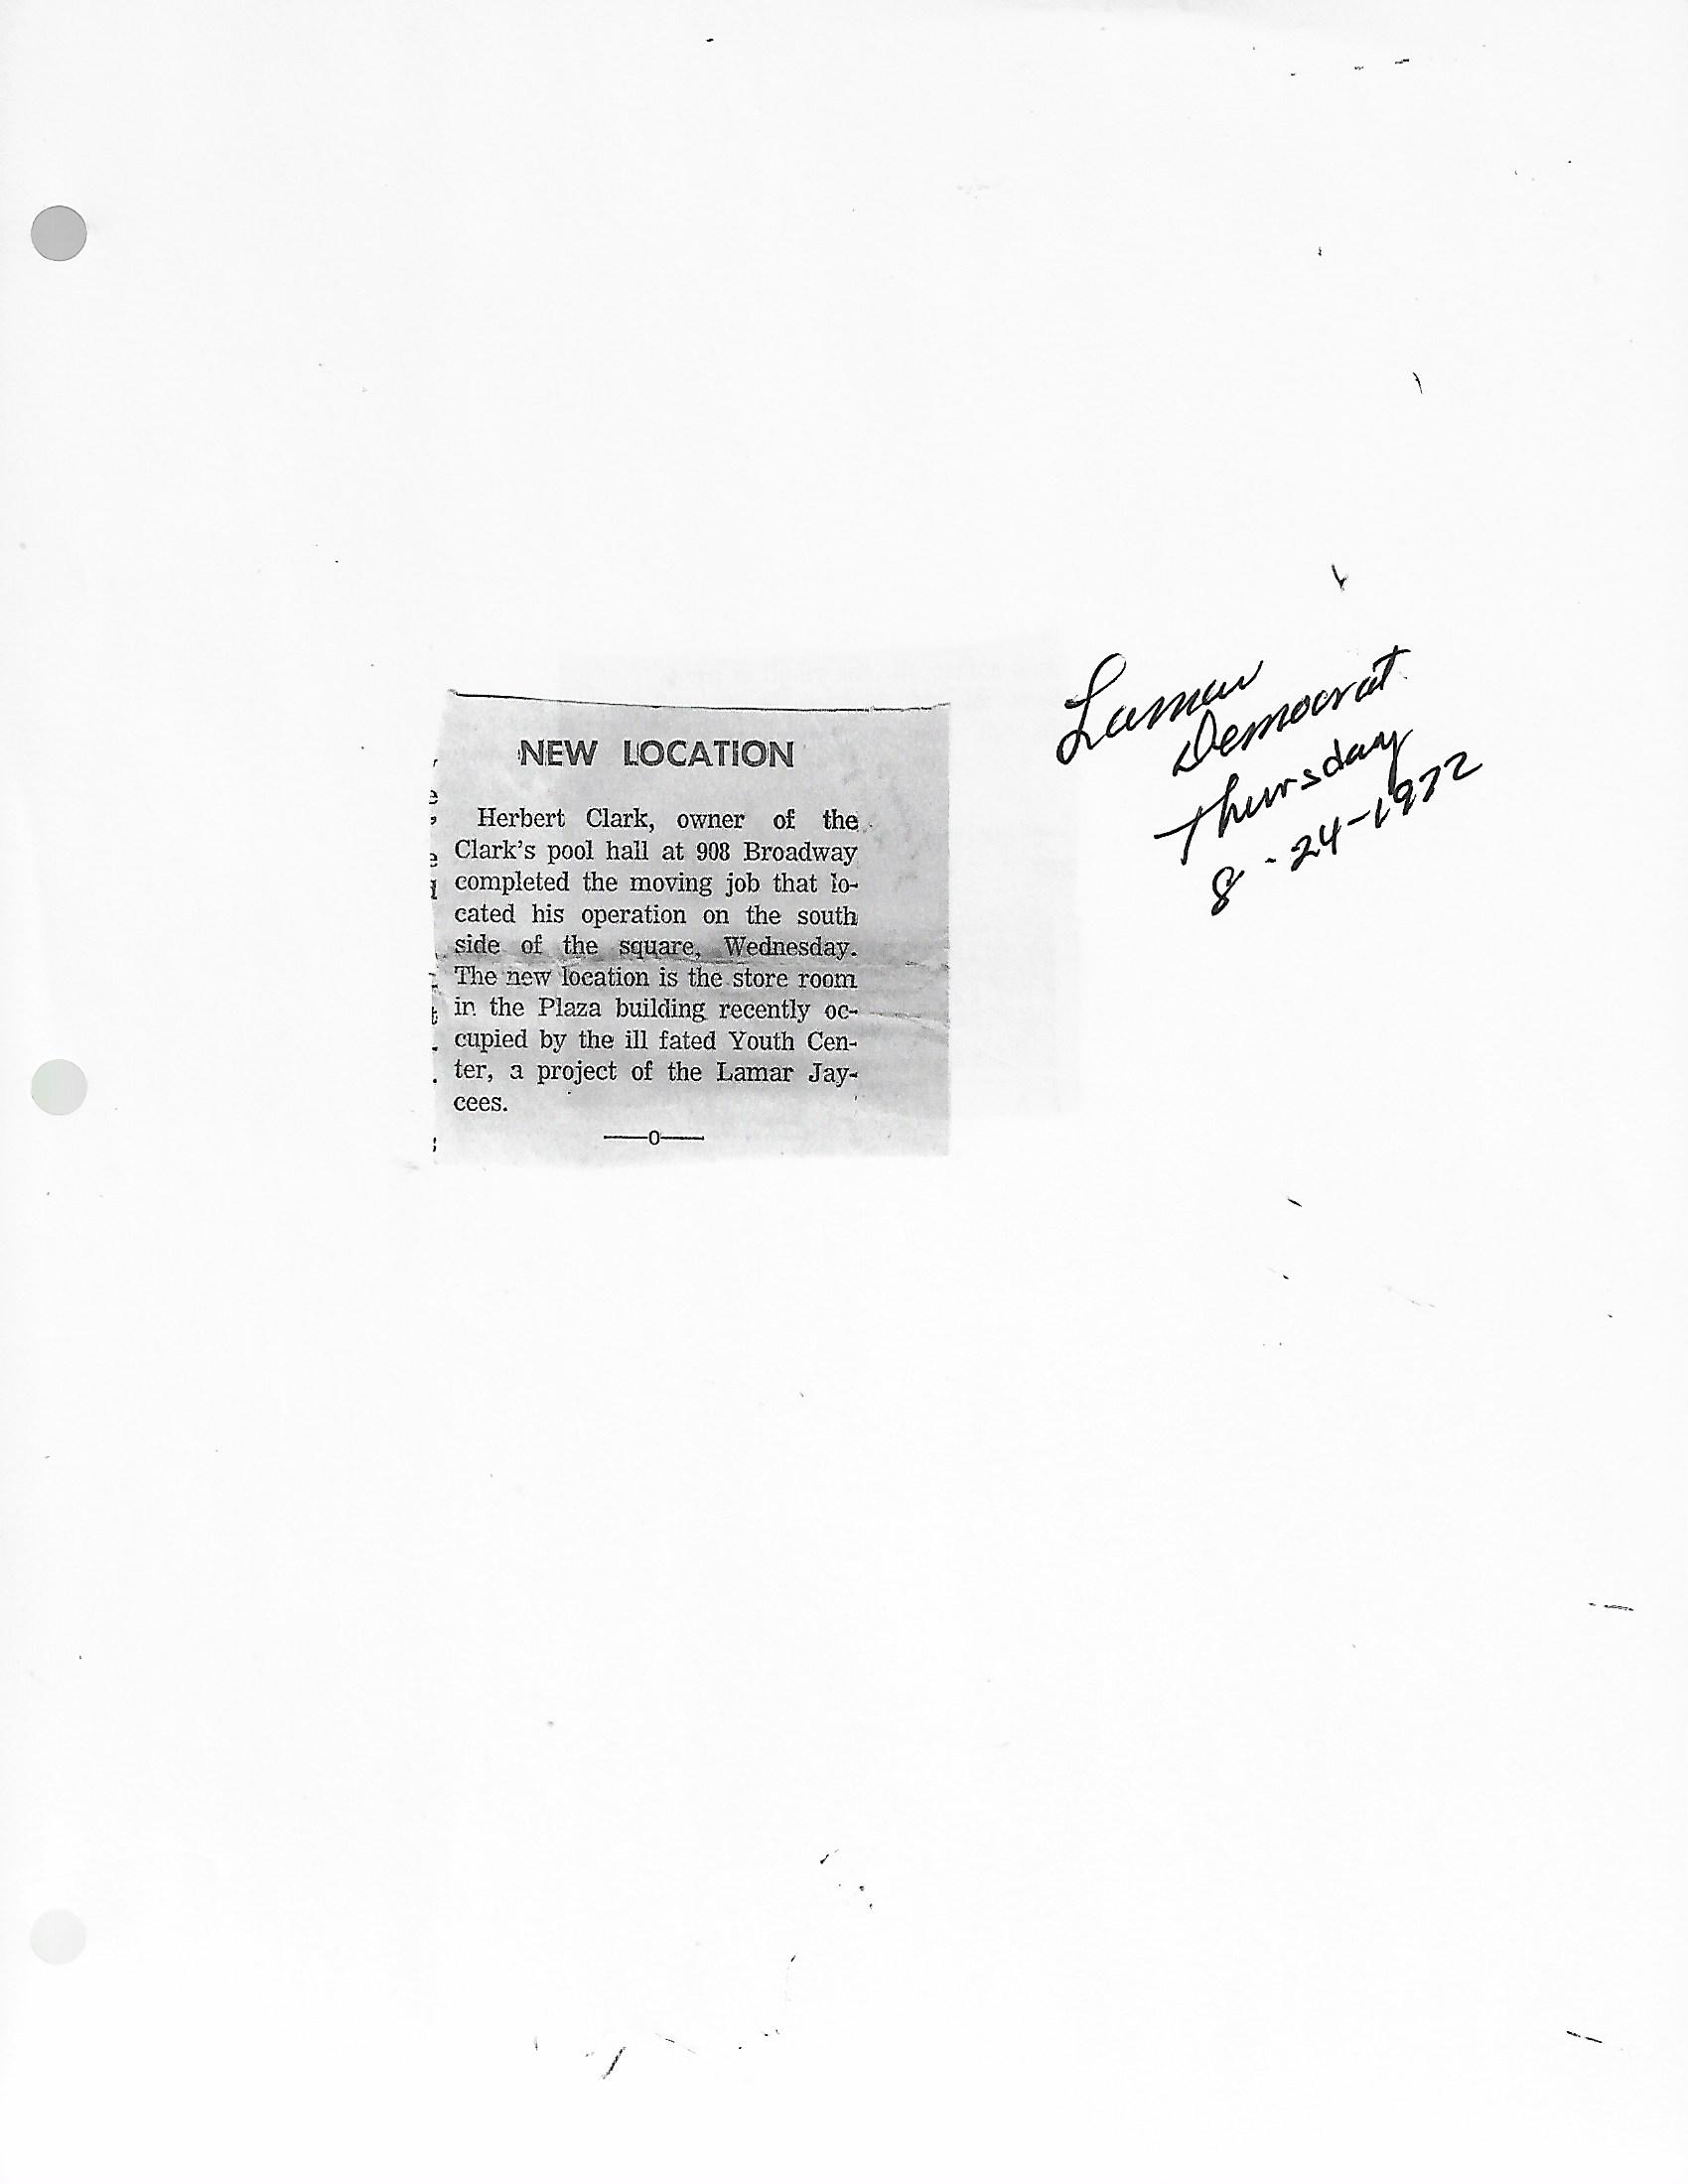 NEW LOCATION
Herbert Clark, owner of the
Clark's pool hall at 908 Broadway
completed the moving job that lo-
cated his operation on the south
side of the square, Wednesday.
The new location is the store room
in the Plaza building recently oc-
cupied by the ill fated Youth Cen-
ter, a project of the Lamar Jay-
cees.
—o—
Lamar
Democrat
Thursday
8-24-1972